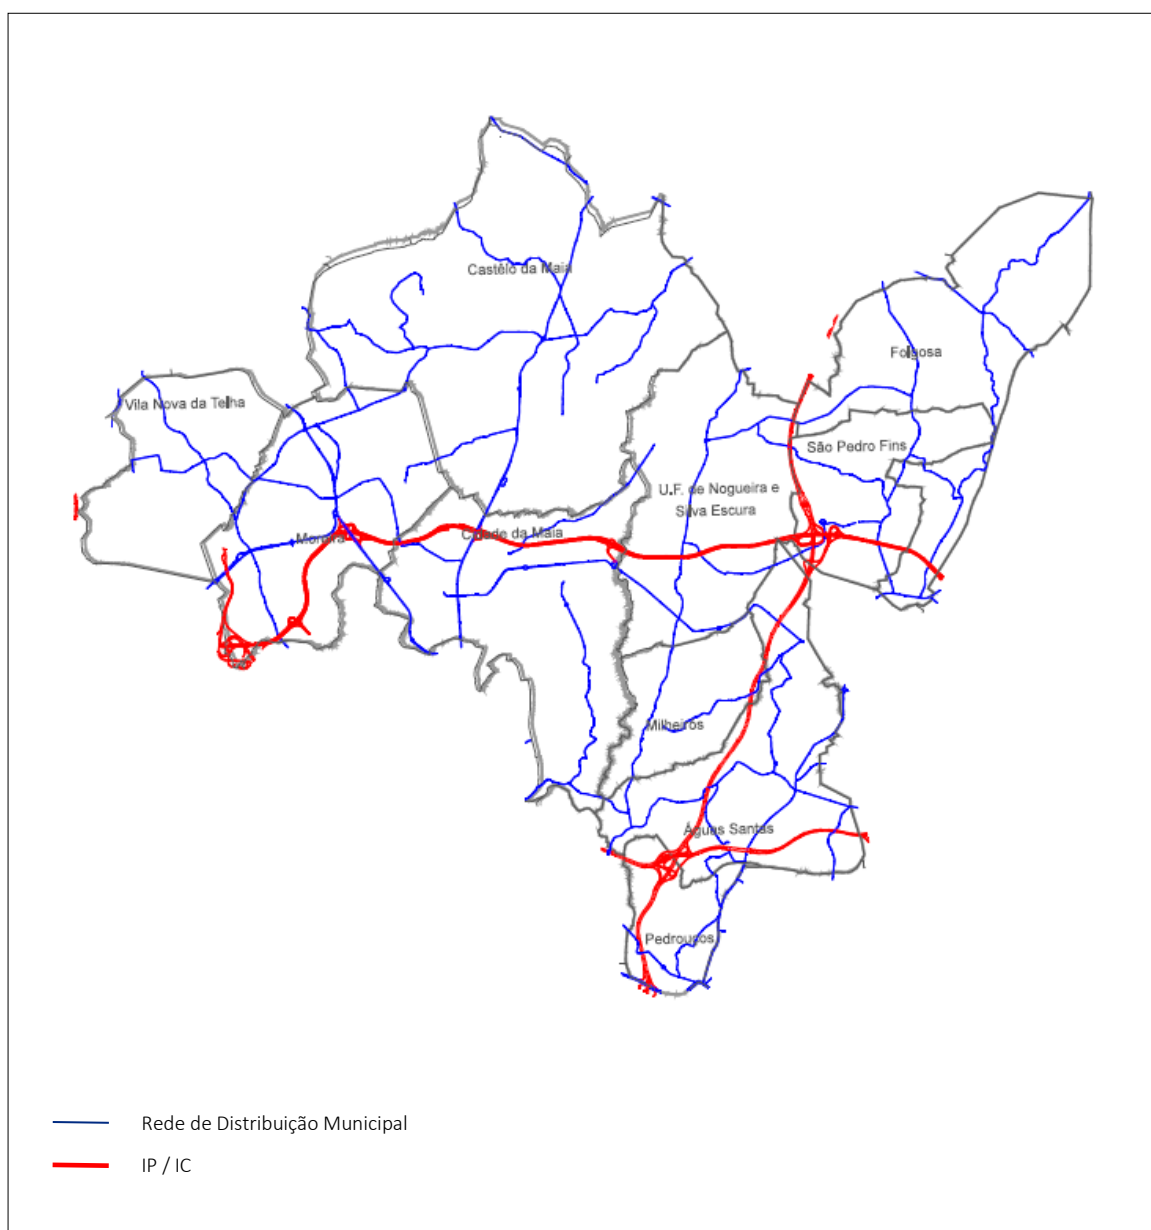 Castêlo da Maia
Folgosa
Vila Nova da Telha
São Pedro Fins
U.F. de Nogueira e
Silva Escura
Moreira
Cidade da Maia
Milheiros
Águas Santas
Pedrouços
Rede de Distribuição Municipal
IP / IC